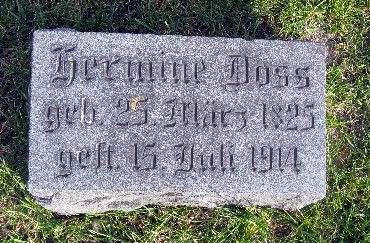 Hermine Doss
geb. 25. März 1825
gest. 15. Juli 1914